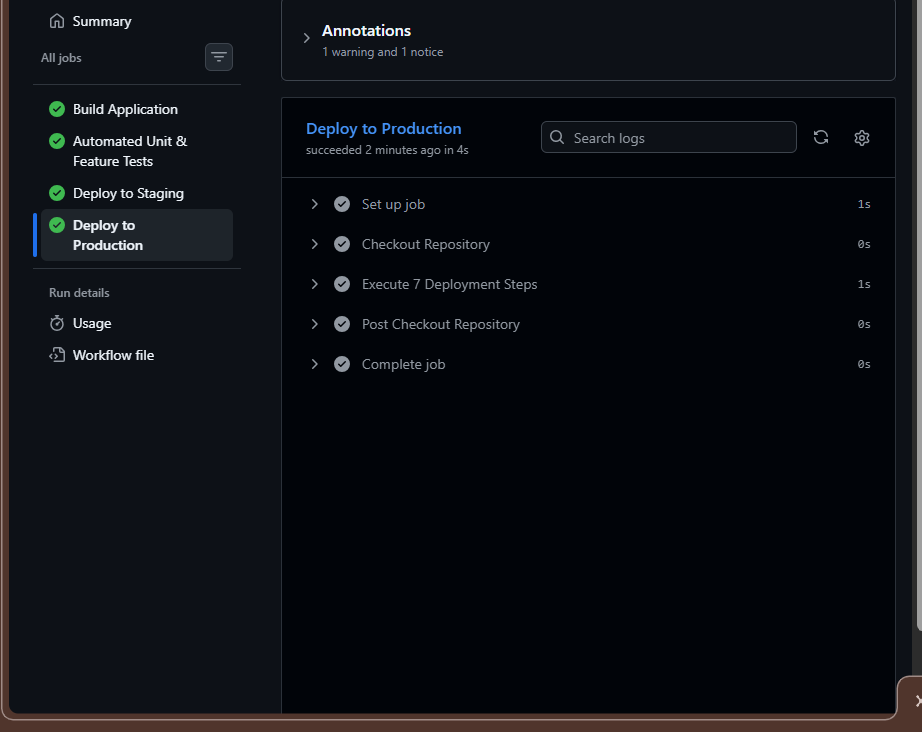 Summary
All jobs
Build Application
Automated Unit &
Feature Tests
Deploy to Staging
Deploy to
Production
Run details
Usage
Workflow file
Annotations
1 warning and 1 notice
Deploy to Production
succeeded 2 minutes ago in 4s
Search logs
Set up job 1s
Checkout Repository 0s
Execute 7 Deployment Steps 1s
Post Checkout Repository 0s
Complete job 0s